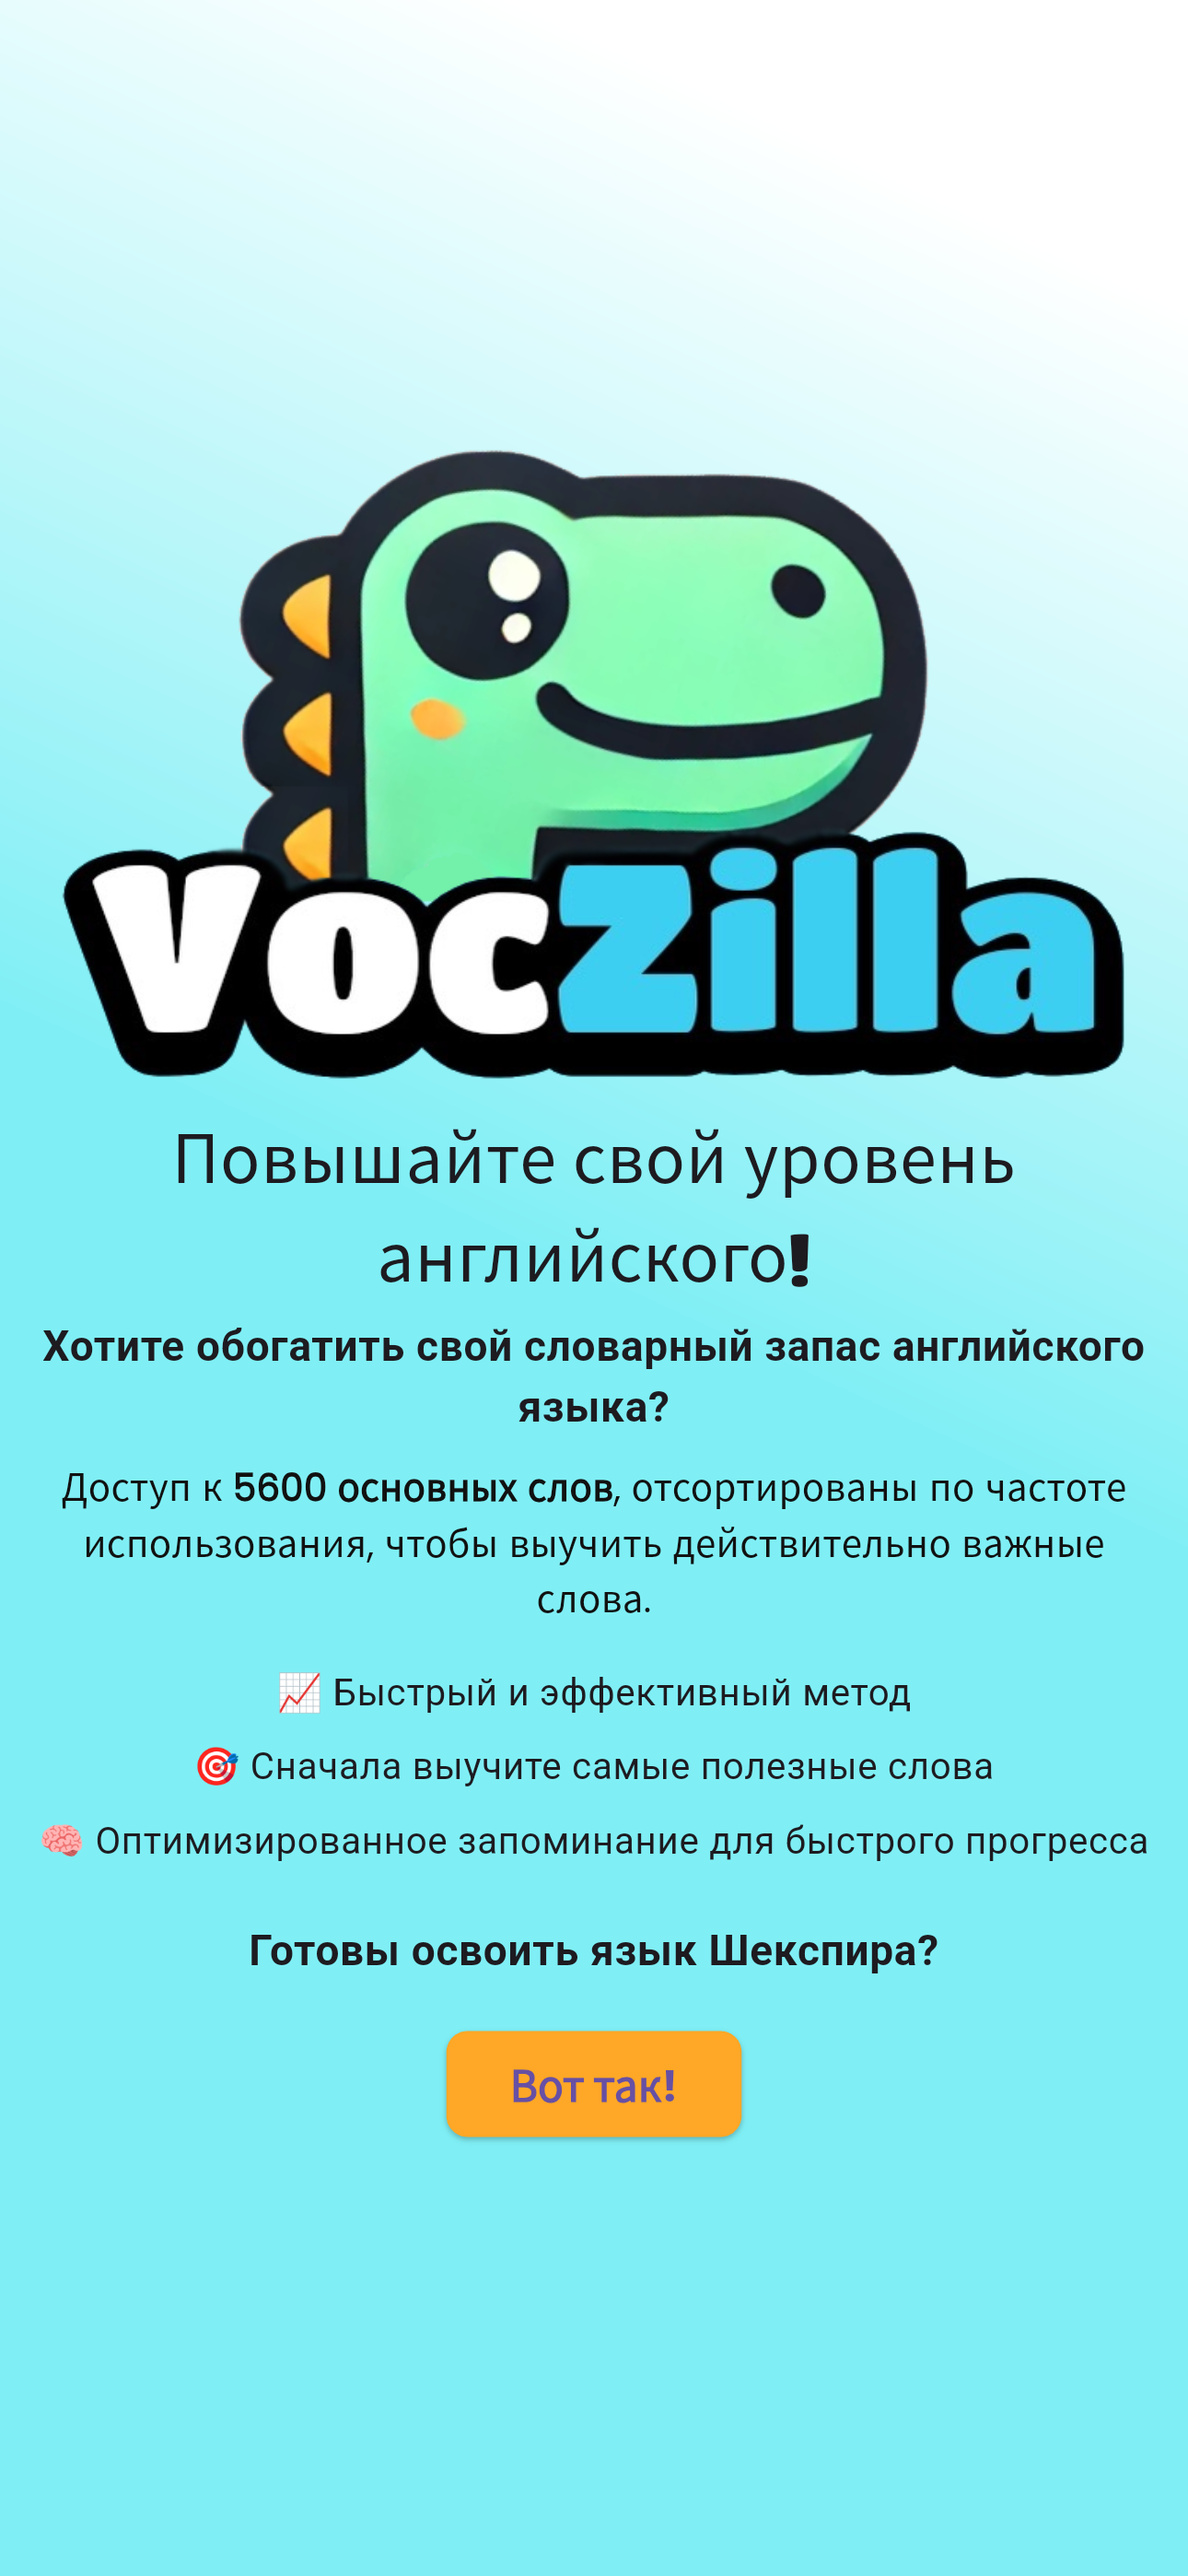 VocZilla
Повышайте свой уровень
английского!
Хотите обогатить свой словарный запас английского
языка?
Доступ к 5600 основных слов, отсортированы по частоте
использования, чтобы выучить действительно важные
слова.
📈 Быстрый и эффективный метод
🎯 Сначала выучите самые полезные слова
🧠 Оптимизированное запоминание для быстрого прогресса
Готовы освоить язык Шекспира?
Вот так!